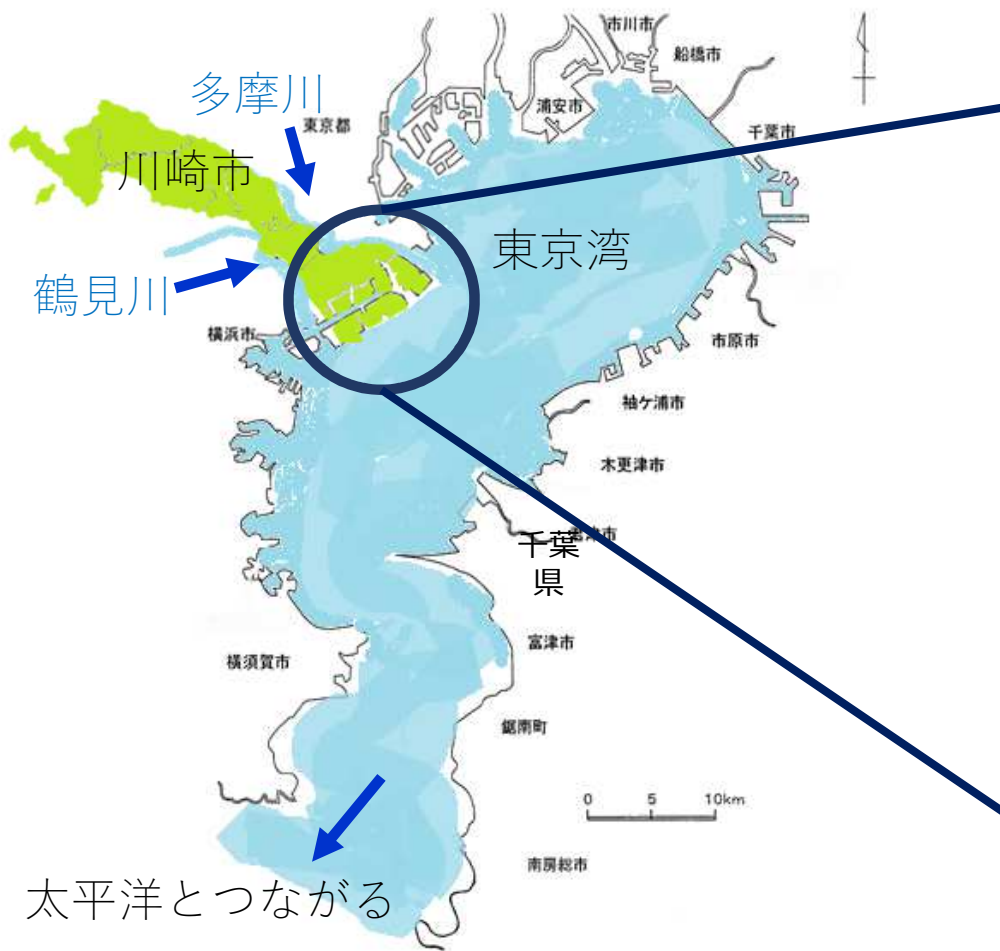 市川市
船橋市
多摩川
浦安市
東京都
千葉市
川崎市
東京湾
鶴見川
横浜市
市原市
袖ケ浦市
木更津市
津市
千葉
県
富津市
横須賀市
鋸南町
0 5 10km
南房総市
太平洋とつながる